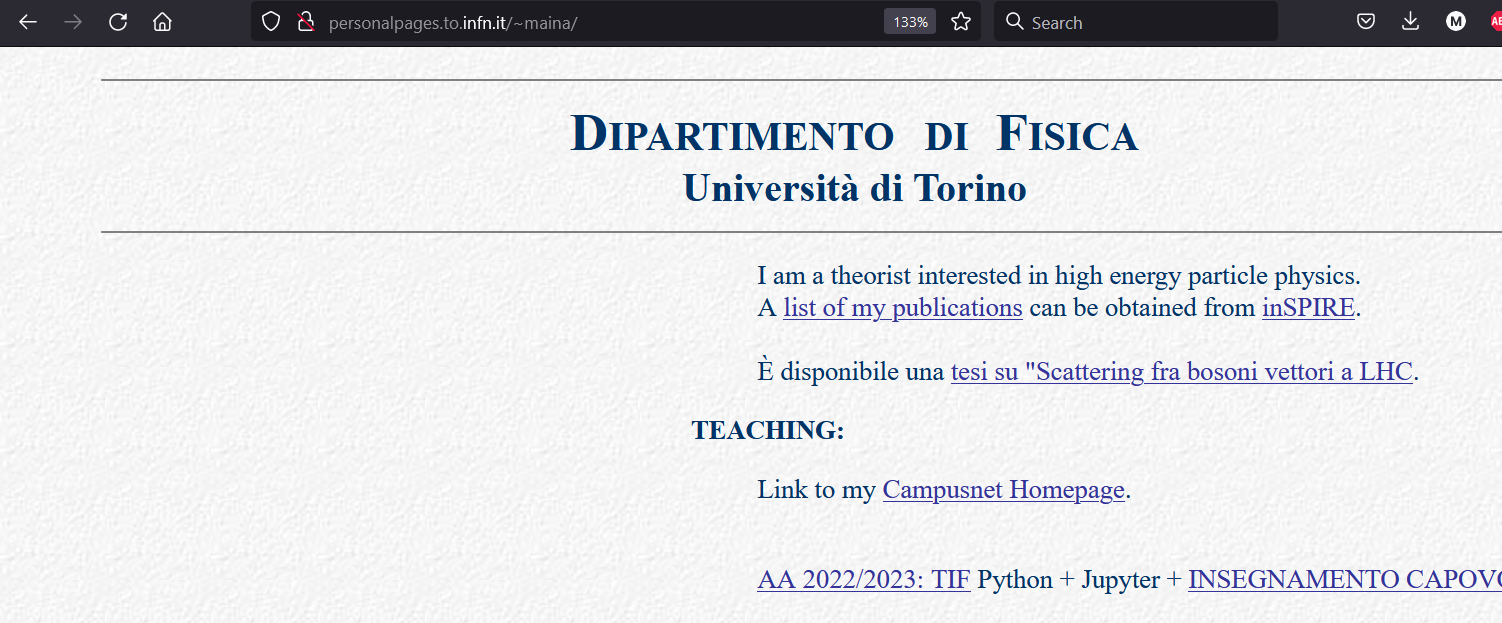 personalpages.to.infn.it/~maina/
133%
Search
M
DIPARTIMENTO DI FISICA
Università di Torino
I am a theorist interested in high energy particle physics.
A list of my publications can be obtained from inSPIRE.
È disponibile una tesi su "Scattering fra bosoni vettori a LHC.
TEACHING:
Link to my Campusnet Homepage.
AA 2022/2023: TIF Python + Jupyter + INSEGNAMENTO